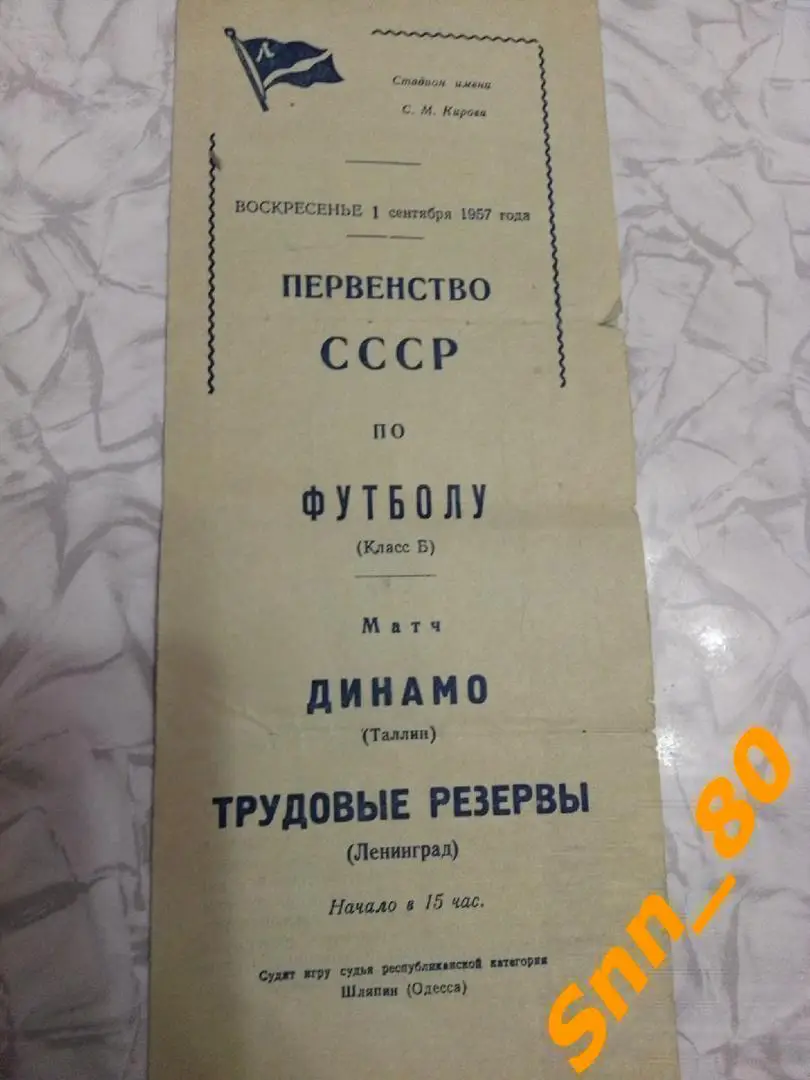 Л
Стадион имени
С. М. Кирова
ВОСКРЕСЕНЬЕ 1 сентября 1957 года
ПЕРВЕНСТВО
СССР
ПО
ФУТБОЛУ
(Класс Б)
Матч
ДИНАМО
(Таллин)
ТРУДОВЫЕ РЕЗЕРВЫ
(Ленинград)
Начало в 15 час.
Судит игру судья республиканской категории
Шляпин (Одесса)
Snn_80